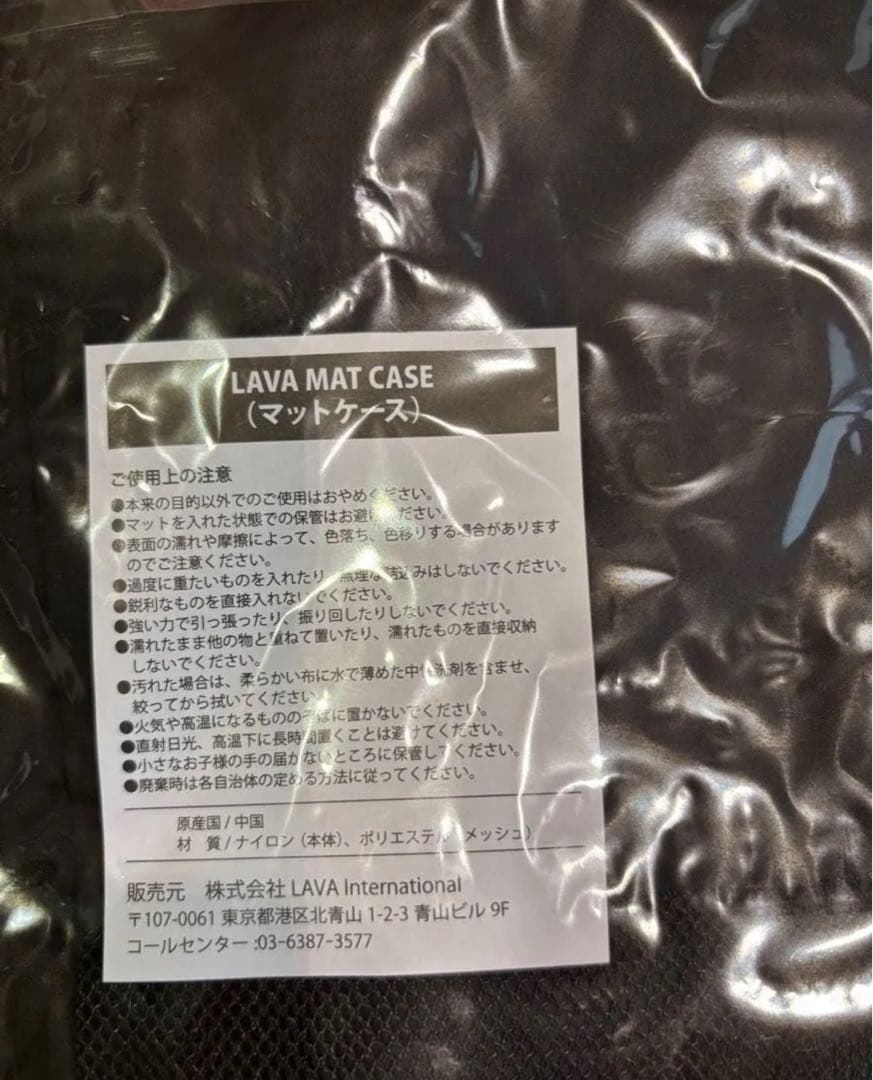 LAVA MAT CASE
（マットケース）
ご使用上の注意
●本来の目的以外でのご使用はおやめください。
●マットを入れた状態での保管はお避けください。
●表面の濡れや摩擦によって、色落ち、色移りする場合があります
のでご注意ください。
●過度に重たいものを入れたり、無理な詰込みはしないでください。
●鋭利なものを直接入れないでください。
●強い力で引っ張ったり、振り回したりしないでください。
●濡れたまま他の物と重ねて置いたり、濡れたものを直接収納
しないでください。
●汚れた場合は、柔らかい布に水で薄めた中性洗剤を含ませ、
絞ってから拭いてください。
●火気や高温になるもののそばに置かないでください。
●直射日光、高温下に長時間置くことは避けてください。
●小さなお子様の手の届かないところに保管してください。
●廃棄時は各自治体の定める方法に従ってください。
原産国 / 中国
材　質 / ナイロン（本体）、ポリエステル（メッシュ）
販売元　株式会社 LAVA International
〒107-0061 東京都港区北青山 1-2-3 青山ビル 9F
コールセンター :03-6387-3577